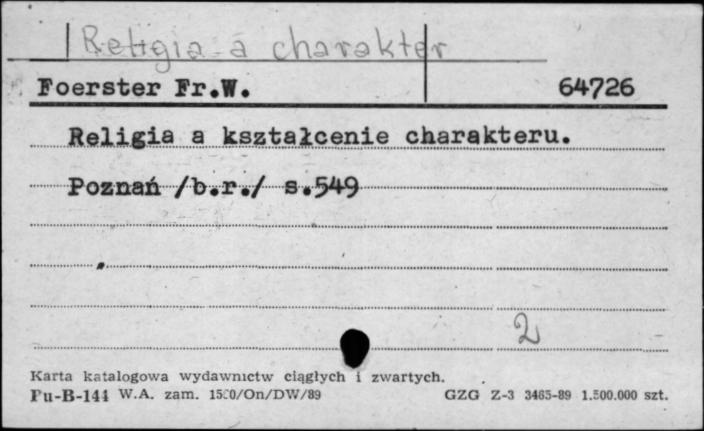 Religia a charakter
Foerster Fr.W. 64726
Religia a kształcenie charakteru.
Poznań /b.r./ s.549
2
Karta katalogowa wydawnictw ciągłych i zwartych.
Pu-B-144 W.A. zam. /On/DW/89 GZG Z-3 3465-89 1.500.000 szt.